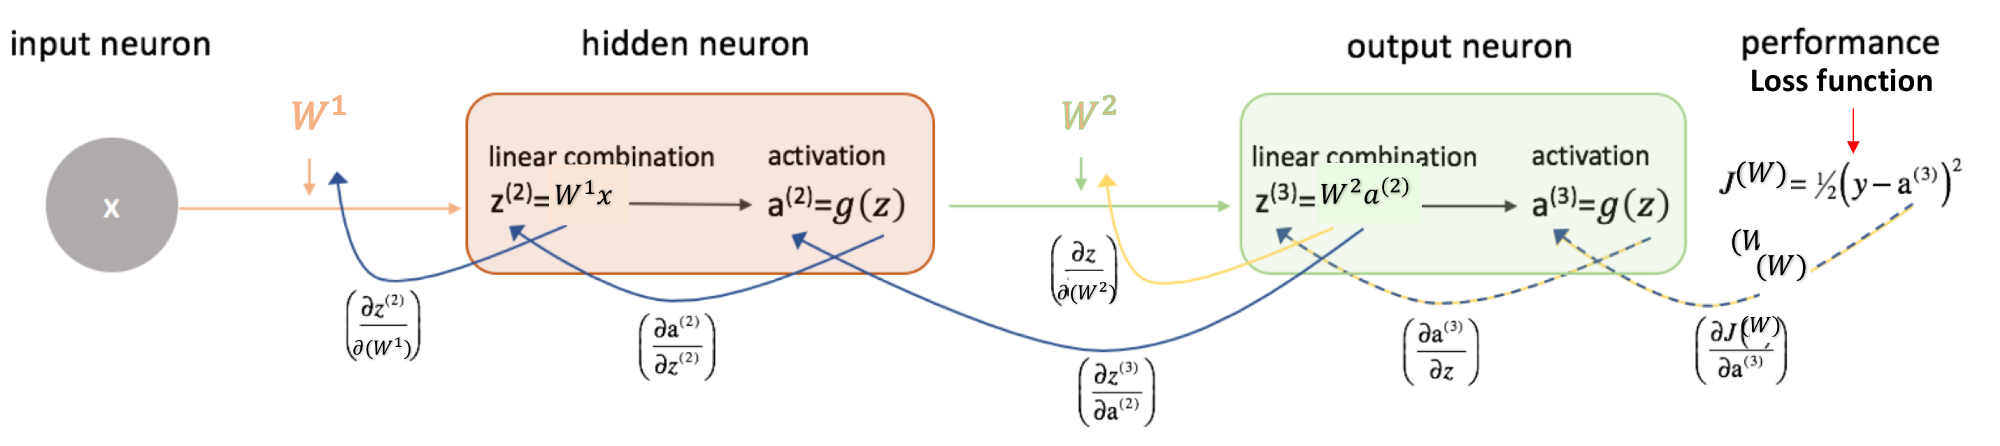 input neuron
hidden neuron
output neuron
performance
Loss function
W¹
W²
linear combination
activation
z⁽²⁾=W¹x
a⁽²⁾=g(z)
linear combination
activation
z⁽³⁾=W²a⁽²⁾
a⁽³⁾=g(z)
J(W)=½(y−a⁽³⁾)²
x
(W
(W)
(∂z⁽²⁾/∂(W¹))
(∂a⁽²⁾/∂z⁽²⁾)
(∂z/∂(W²))
(∂z⁽³⁾/∂a⁽²⁾)
(∂a⁽³⁾/∂z)
(∂J(W)/∂a⁽³⁾)